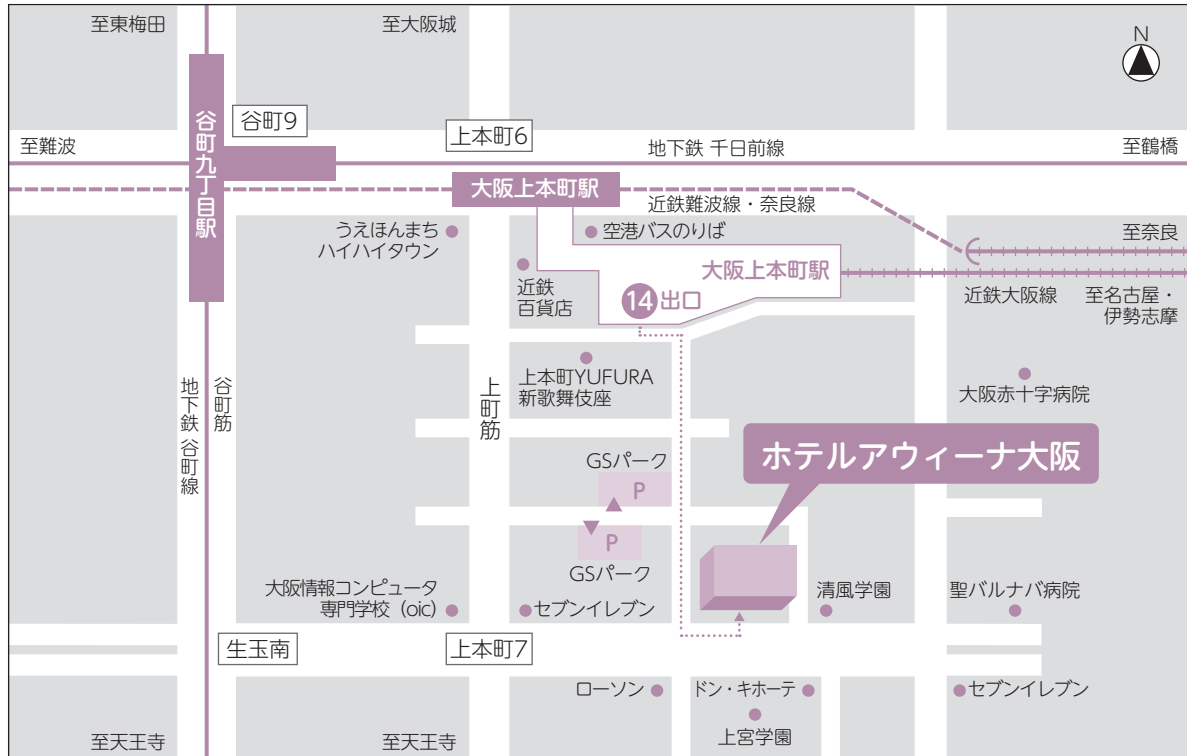 至東梅田
至大阪城
N
谷町9
上本町6
至難波
地下鉄 千日前線
至鶴橋
谷町九丁目駅
大阪上本町駅
近鉄難波線・奈良線
うえほんまち
ハイハイタウン
空港バスのりば
至奈良
大阪上本町駅
近鉄
百貨店
14 出口
近鉄大阪線
至名古屋・
伊勢志摩
地下鉄 谷町線
谷町筋
上町筋
上本町YUFURA
新歌舞伎座
大阪赤十字病院
ホテルアウィーナ大阪
GSパーク
P
P
GSパーク
大阪情報コンピュータ
専門学校(oic)
セブンイレブン
清風学園
聖バルナバ病院
生玉南
上本町7
ローソン
ドン・キホーテ
セブンイレブン
上宮学園
至天王寺
至天王寺